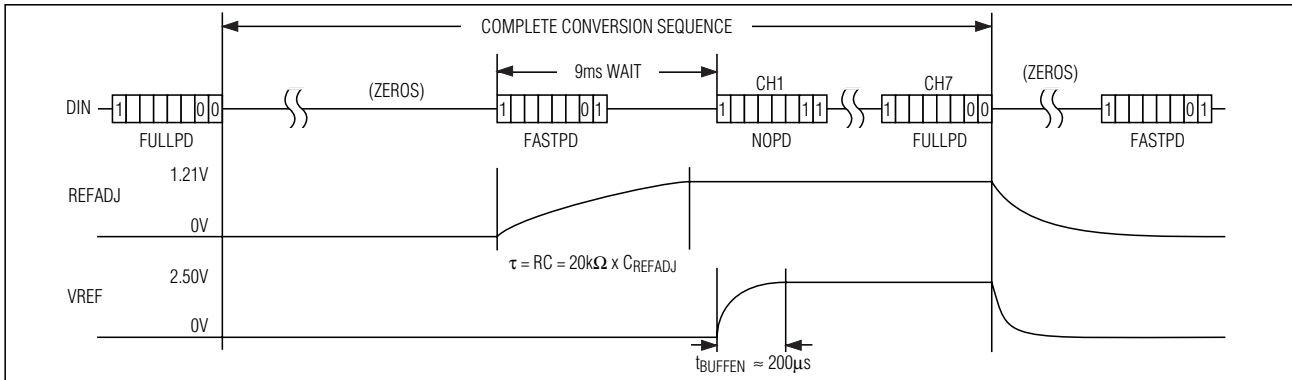 COMPLETE CONVERSION SEQUENCE
9ms WAIT
DIN
1 0 0
(ZEROS)
1 0 1
CH1
1 1 1
CH7
1 0 0
(ZEROS)
1 0 1
FULLPD
FASTPD
NOPD
FULLPD
FASTPD
REFADJ
1.21V
0V
τ = RC = 20kΩ x CREFADJ
VREF
2.50V
0V
tBUFFEN ≈ 200μs